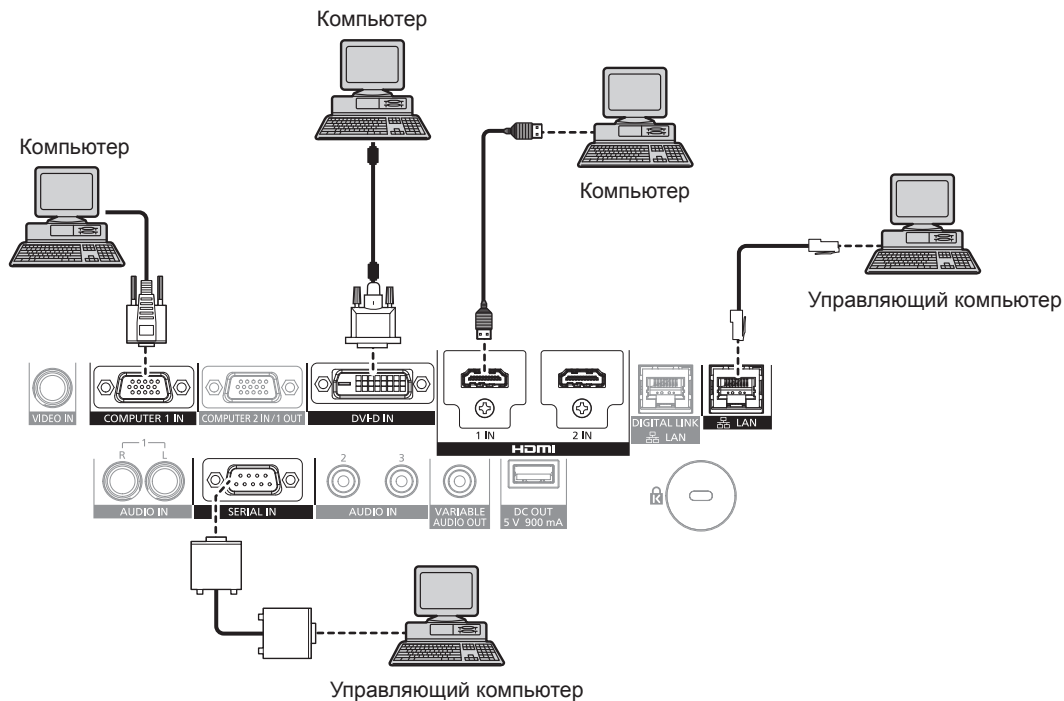 Компьютер
Компьютер
Компьютер
Управляющий компьютер
VIDEO IN
COMPUTER 1 IN
COMPUTER 2 IN/1 OUT
DVI-D IN
1 IN
2 IN
HDMI
DIGITAL LINK
LAN
LAN
1
R
L
AUDIO IN
SERIAL IN
2
3
AUDIO IN
VARIABLE
AUDIO OUT
DC OUT
5 V 900 mA
K
Управляющий компьютер